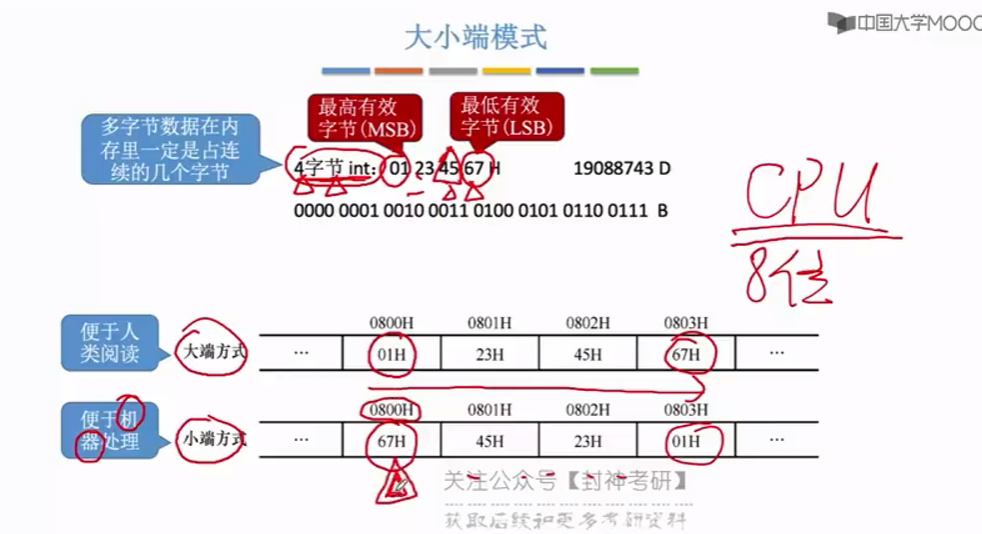 中国大学MOOC
大小端模式
多字节数据在内
存里一定是占连
续的几个字节
最高有效
字节(MSB)
最低有效
字节(LSB)
4字节 int： 01 23 45 67 H
19088743 D
0000 0001 0010 0011 0100 0101 0110 0111 B
CPU
8位
便于人
类阅读
大端方式
0800H 0801H 0802H 0803H
… 01H 23H 45H 67H …
便于机
器处理
小端方式
0800H 0801H 0802H 0803H
… 67H 45H 23H 01H …
关注公众号【封神考研】
获取后续和更多考研资料